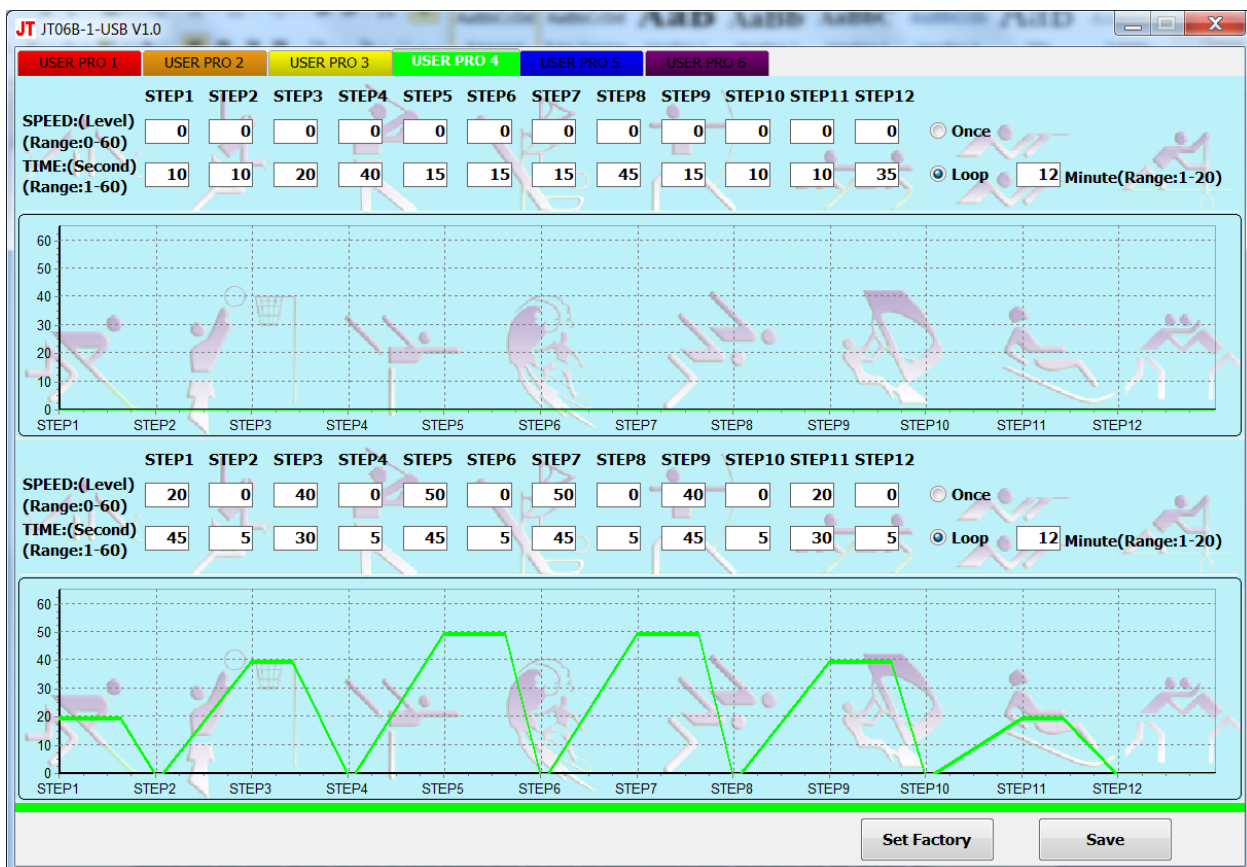 JT JT06B-1-USB V1.0
USER PRO 1 USER PRO 2 USER PRO 3 USER PRO 4 USER PRO 5 USER PRO 6
STEP1 STEP2 STEP3 STEP4 STEP5 STEP6 STEP7 STEP8 STEP9 STEP10 STEP11 STEP12
SPEED:(Level)
(Range:0-60) 0 0 0 0 0 0 0 0 0 0 0 0 Once
TIME:(Second)
(Range:1-60) 10 10 20 40 15 15 15 45 15 10 10 35 Loop 12 Minute(Range:1-20)
60
50
40
30
20
10
0
STEP1 STEP2 STEP3 STEP4 STEP5 STEP6 STEP7 STEP8 STEP9 STEP10 STEP11 STEP12
STEP1 STEP2 STEP3 STEP4 STEP5 STEP6 STEP7 STEP8 STEP9 STEP10 STEP11 STEP12
SPEED:(Level)
(Range:0-60) 20 0 40 0 50 0 50 0 40 0 20 0 Once
TIME:(Second)
(Range:1-60) 45 5 30 5 45 5 45 5 45 5 30 5 Loop 12 Minute(Range:1-20)
60
50
40
30
20
10
0
STEP1 STEP2 STEP3 STEP4 STEP5 STEP6 STEP7 STEP8 STEP9 STEP10 STEP11 STEP12
Set Factory Save